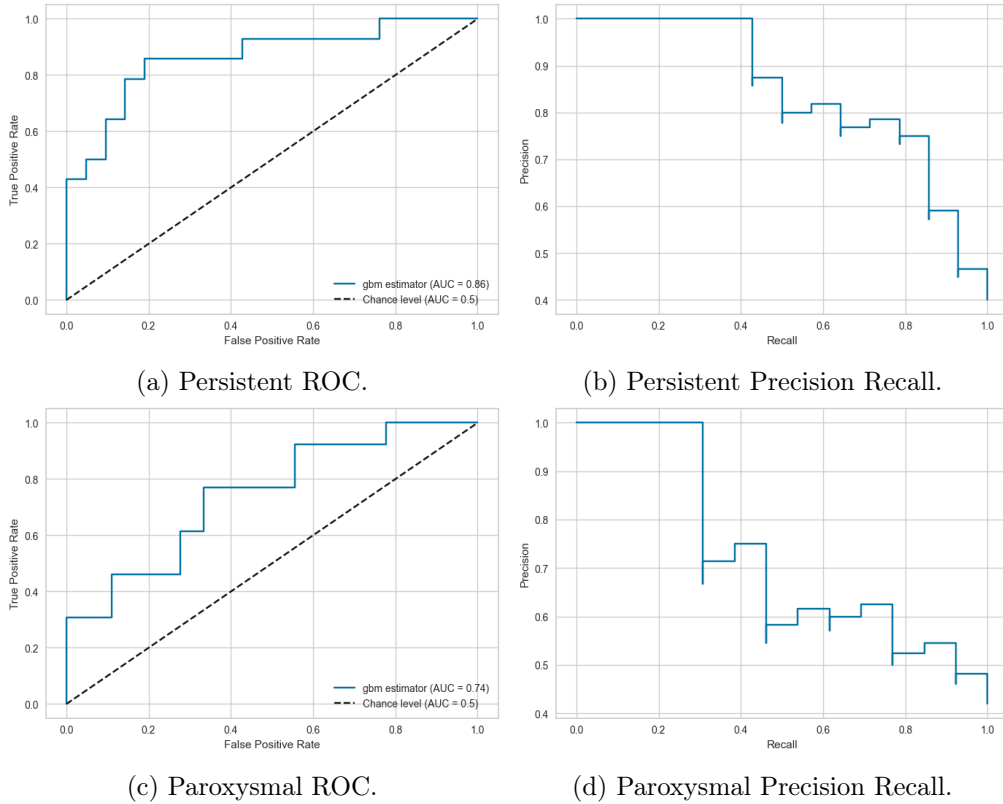 1.0
0.8
0.6
0.4
0.2
0.0
True Positive Rate
0.0 0.2 0.4 0.6 0.8 1.0
False Positive Rate
gbm estimator (AUC = 0.86)
Chance level (AUC = 0.5)
(a) Persistent ROC.
1.0
0.9
0.8
0.7
0.6
0.5
0.4
Precision
0.0 0.2 0.4 0.6 0.8 1.0
Recall
(b) Persistent Precision Recall.
1.0
0.8
0.6
0.4
0.2
0.0
True Positive Rate
0.0 0.2 0.4 0.6 0.8 1.0
False Positive Rate
gbm estimator (AUC = 0.74)
Chance level (AUC = 0.5)
(c) Paroxysmal ROC.
1.0
0.9
0.8
0.7
0.6
0.5
0.4
Precision
0.0 0.2 0.4 0.6 0.8 1.0
Recall
(d) Paroxysmal Precision Recall.